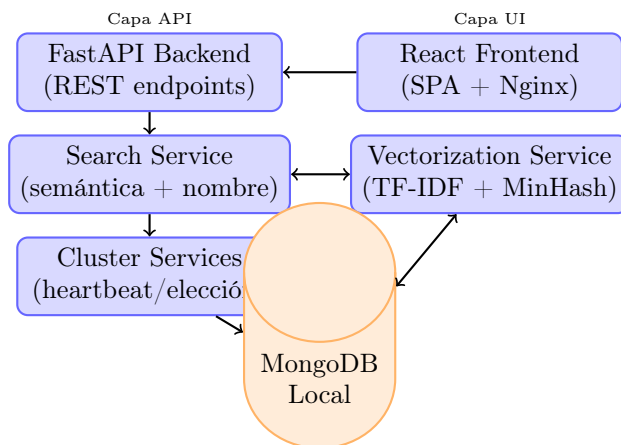 Capa API
Capa UI
FastAPI Backend
(REST endpoints)
React Frontend
(SPA + Nginx)
Search Service
(semántica + nombre)
Vectorization Service
(TF-IDF + MinHash)
Cluster Services
(heartbeat/elección
MongoDB
Local